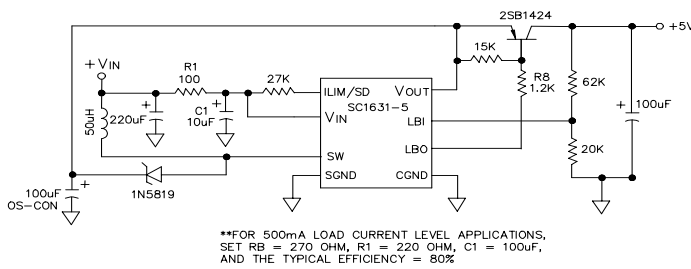 2SB1424
+5V
+VIN
R1
100
27K
15K
R8
1.2K
62K
100uF
50uH
220uF
C1
10uF
ILIM/SD
VOUT
SC1631-5
VIN
LBI
LBO
SW
SGND
CGND
20K
1N5819
100uF
OS-CON
**FOR 500mA LOAD CURRENT LEVEL APPLICATIONS,
SET RB = 270 OHM, R1 = 220 OHM, C1 = 100uF,
AND THE TYPICAL EFFICIENCY = 80%